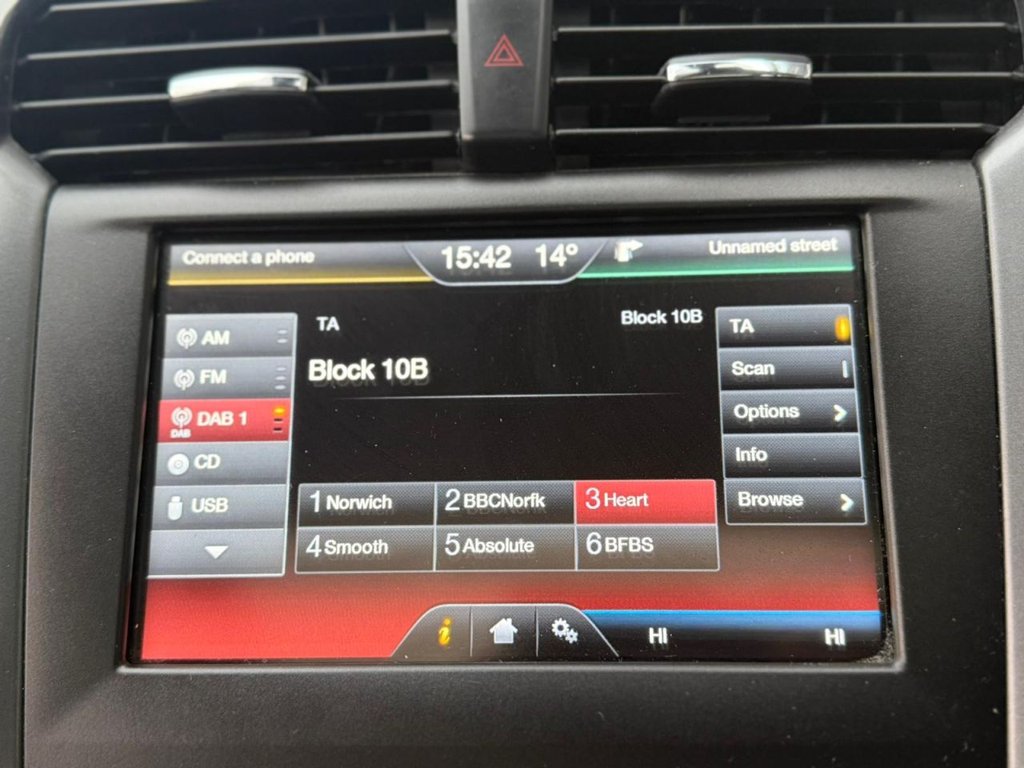 Connect a phone
15:42 14°
Unnamed street
AM
FM
DAB 1
DAB
CD
USB
TA
Block 10B
Block 10B
1 Norwich
2 BBCNorfk
3 Heart
4 Smooth
5 Absolute
6 BFBS
TA
Scan
Options
Info
Browse
i
HI
HI